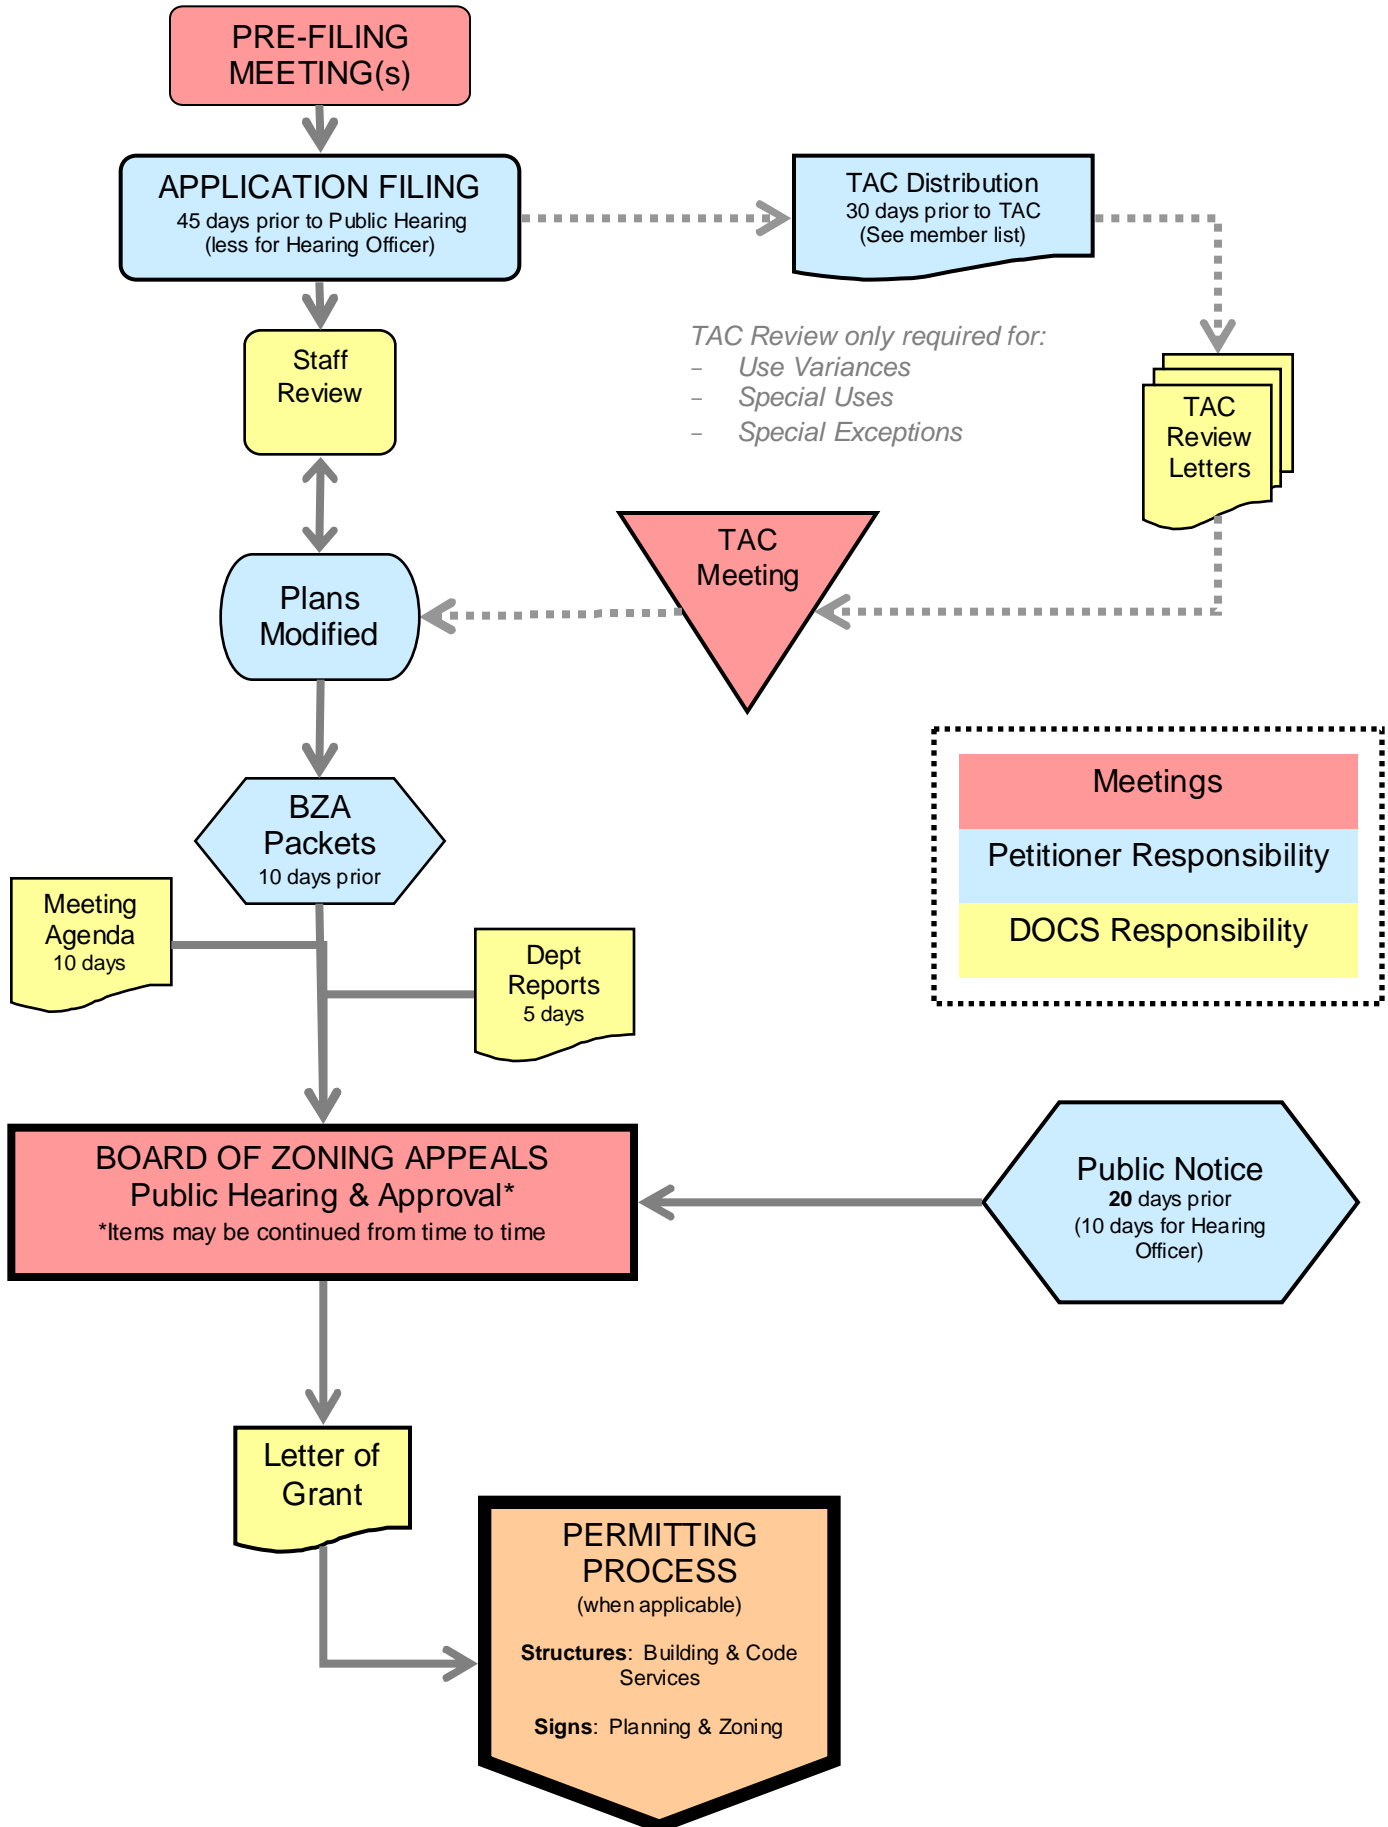 PRE-FILING
MEETING(s)
APPLICATION FILING
45 days prior to Public Hearing
(less for Hearing Officer)
TAC Distribution
30 days prior to TAC
(See member list)
Staff
Review
TAC Review only required for:
- Use Variances
- Special Uses
- Special Exceptions
TAC
Review
Letters
TAC
Meeting
Plans
Modified
BZA
Packets
10 days prior
Meetings
Petitioner Responsibility
DOCS Responsibility
Meeting
Agenda
10 days
Dept
Reports
5 days
BOARD OF ZONING APPEALS
Public Hearing & Approval*
*Items may be continued from time to time
Public Notice
20 days prior
(10 days for Hearing
Officer)
Letter of
Grant
PERMITTING
PROCESS
(when applicable)
Structures: Building & Code
Services
Signs: Planning & Zoning